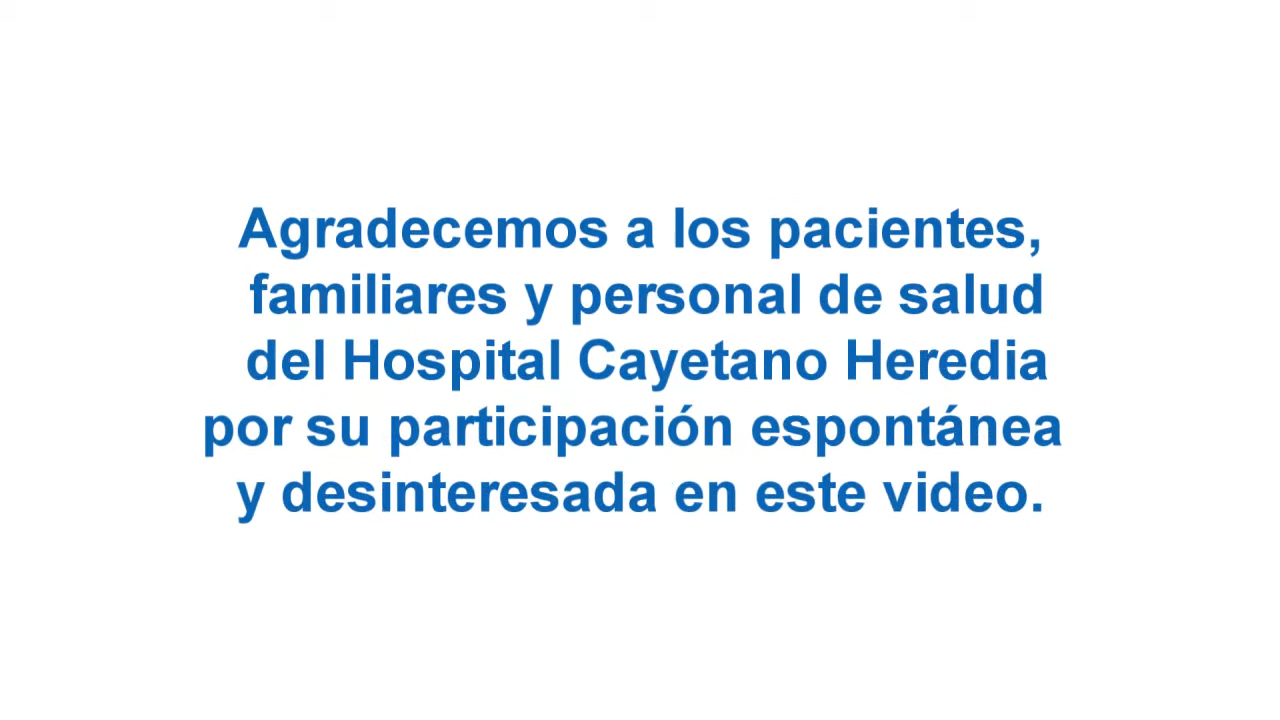 Agradecemos a los pacientes,
familiares y personal de salud
del Hospital Cayetano Heredia
por su participación espontánea
y desinteresada en este video.